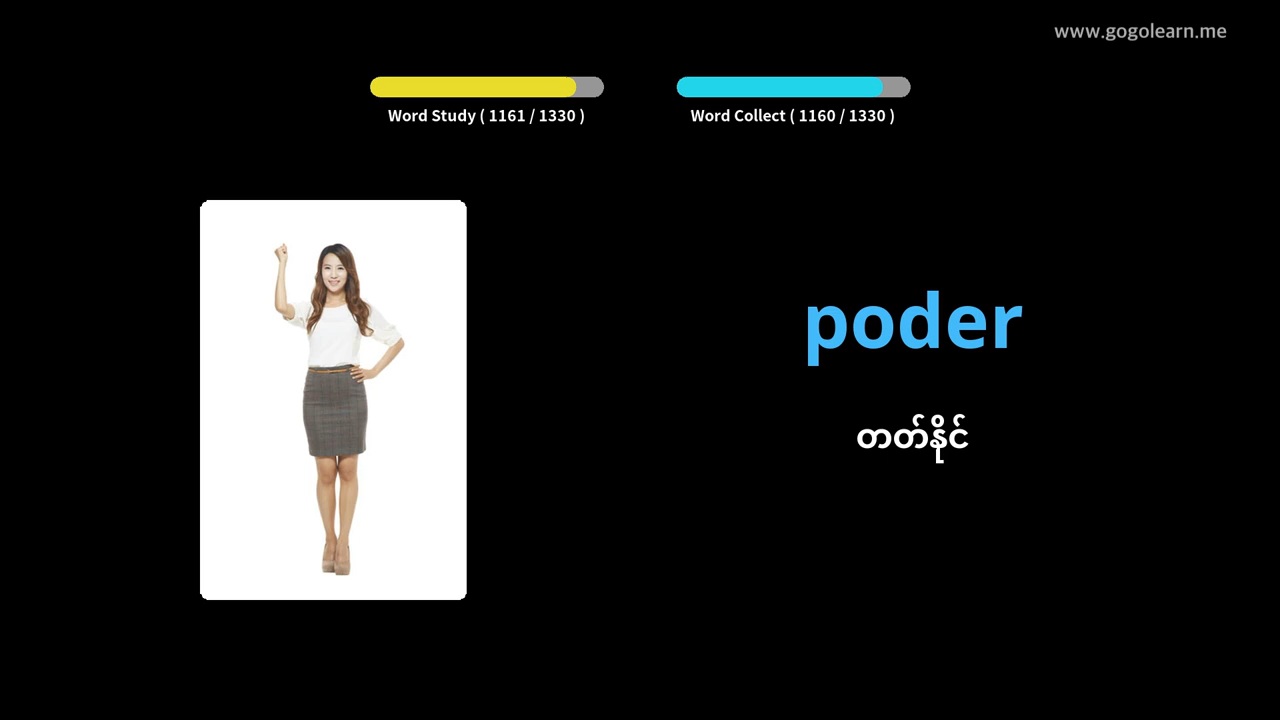 www.gogolearn.me
Word Study ( 1161 / 1330 )
Word Collect ( 1160 / 1330 )
poder
တတ်နိုင်